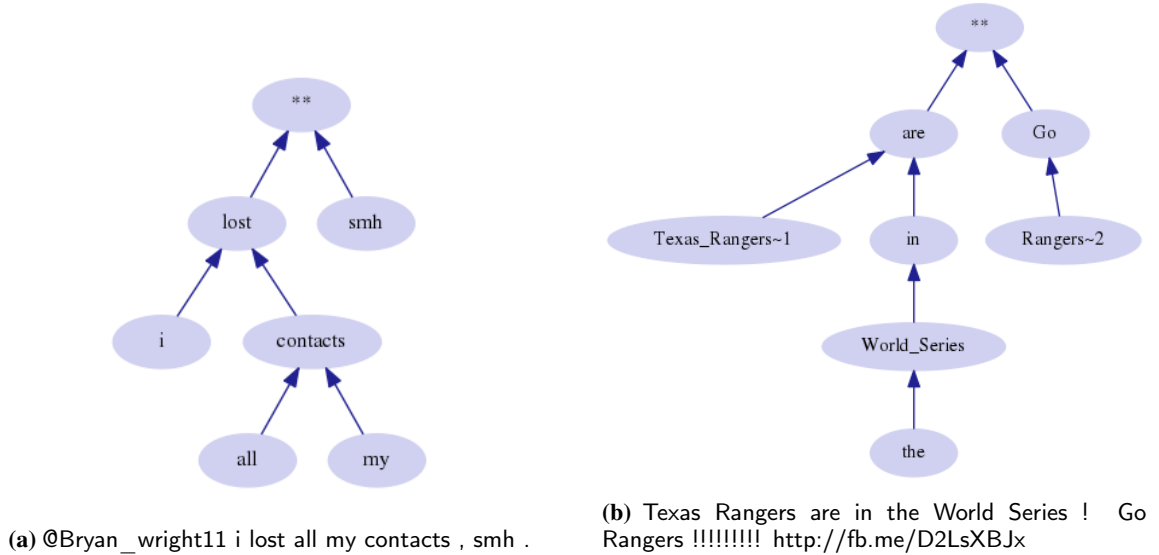 **
lost
smh
i
contacts
all
my
(a) @Bryan_wright11 i lost all my contacts , smh .
**
are
Go
Texas_Rangers~1
in
Rangers~2
World_Series
the
(b) Texas Rangers are in the World Series ! Go
Rangers !!!!!!!!! http://fb.me/D2LsXBJx